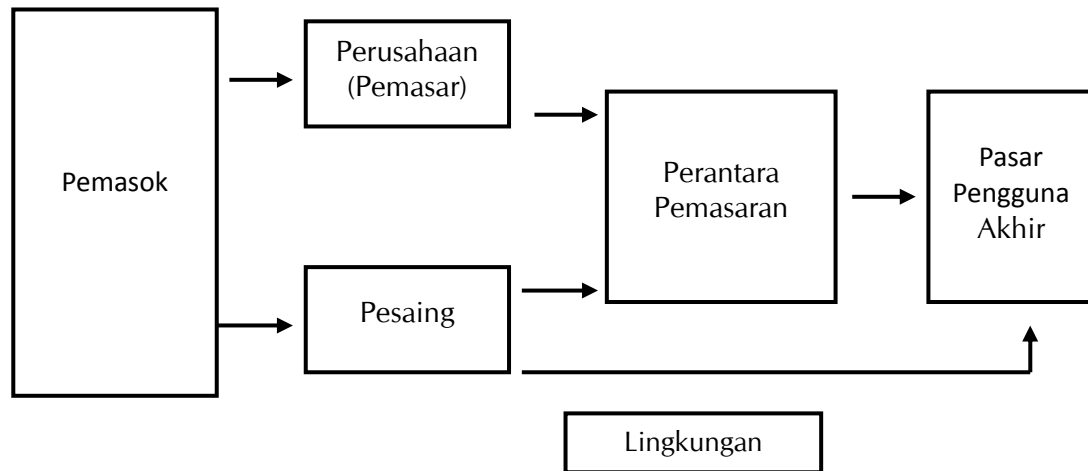 Pemasok
Perusahaan
(Pemasar)
Pesaing
Perantara
Pemasaran
Pasar
Pengguna
Akhir
Lingkungan